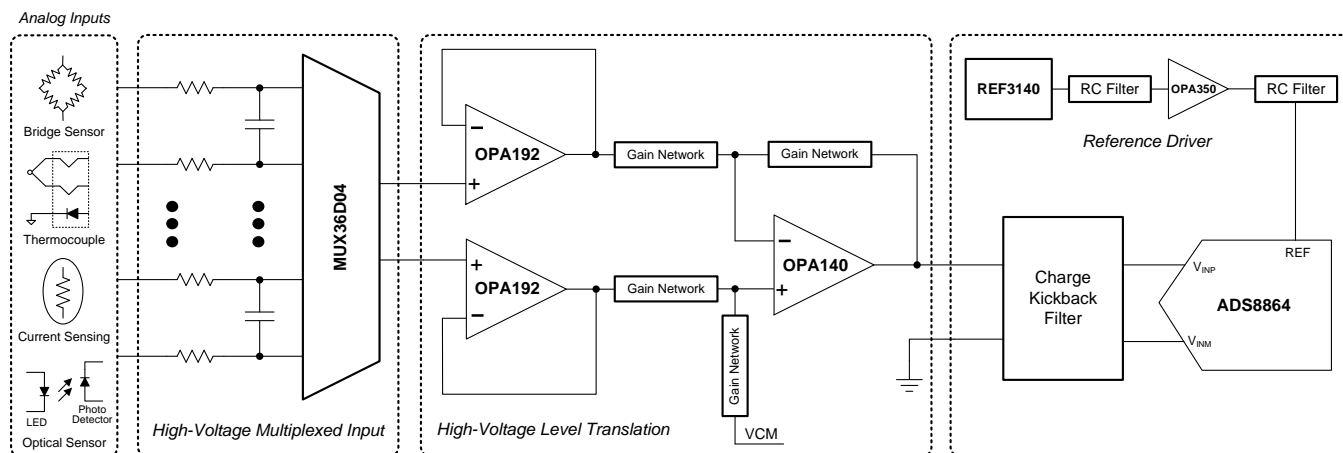 Analog Inputs
Bridge Sensor
Thermocouple
Current Sensing
LED
Photo
Detector
Optical Sensor
MUX36D04
High-Voltage Multiplexed Input
OPA192
+
Gain Network
Gain Network
+
OPA192
Gain Network
+
OPA140
Gain Network
VCM
High-Voltage Level Translation
REF3140
RC Filter
OPA350
RC Filter
Reference Driver
Charge
Kickback
Filter
VINP
REF
ADS8864
VINM